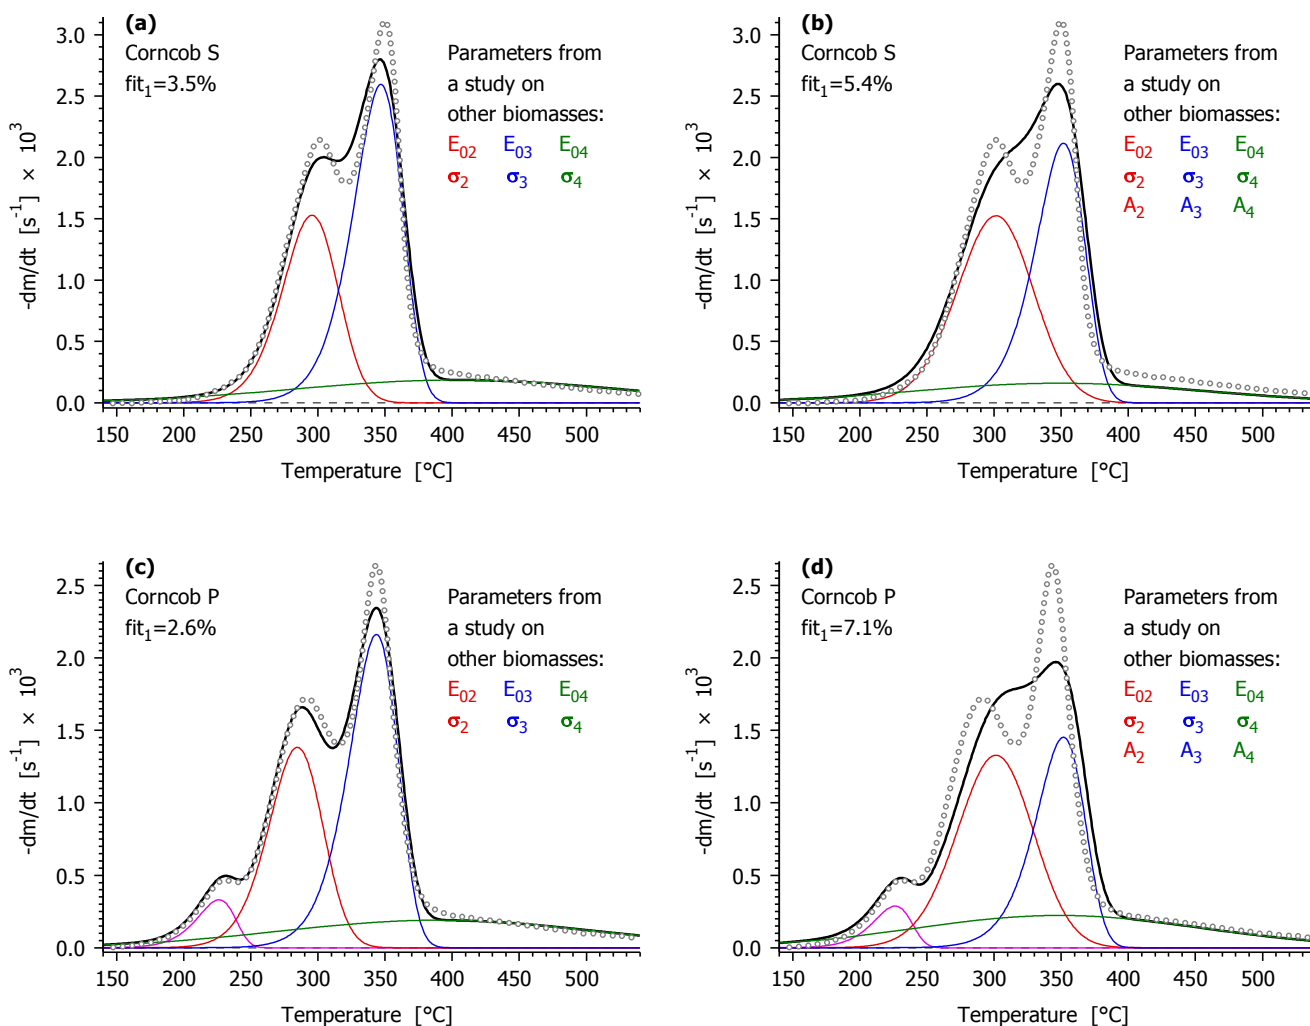 (a)
Corncob S
fit₁=3.5%
Parameters from
a study on
other biomasses:
E₀₂ E₀₃ E₀₄
σ₂ σ₃ σ₄
-dm/dt [s⁻¹] × 10³
3.0
2.5
2.0
1.5
1.0
0.5
0.0
150 200 250 300 350 400 450 500
Temperature [°C]
(b)
Corncob S
fit₁=5.4%
Parameters from
a study on
other biomasses:
E₀₂ E₀₃ E₀₄
σ₂ σ₃ σ₄
A₂ A₃ A₄
-dm/dt [s⁻¹] × 10³
3.0
2.5
2.0
1.5
1.0
0.5
0.0
150 200 250 300 350 400 450 500
Temperature [°C]
(c)
Corncob P
fit₁=2.6%
Parameters from
a study on
other biomasses:
E₀₂ E₀₃ E₀₄
σ₂ σ₃ σ₄
-dm/dt [s⁻¹] × 10³
2.5
2.0
1.5
1.0
0.5
0.0
150 200 250 300 350 400 450 500
Temperature [°C]
(d)
Corncob P
fit₁=7.1%
Parameters from
a study on
other biomasses:
E₀₂ E₀₃ E₀₄
σ₂ σ₃ σ₄
A₂ A₃ A₄
-dm/dt [s⁻¹] × 10³
2.5
2.0
1.5
1.0
0.5
0.0
150 200 250 300 350 400 450 500
Temperature [°C]